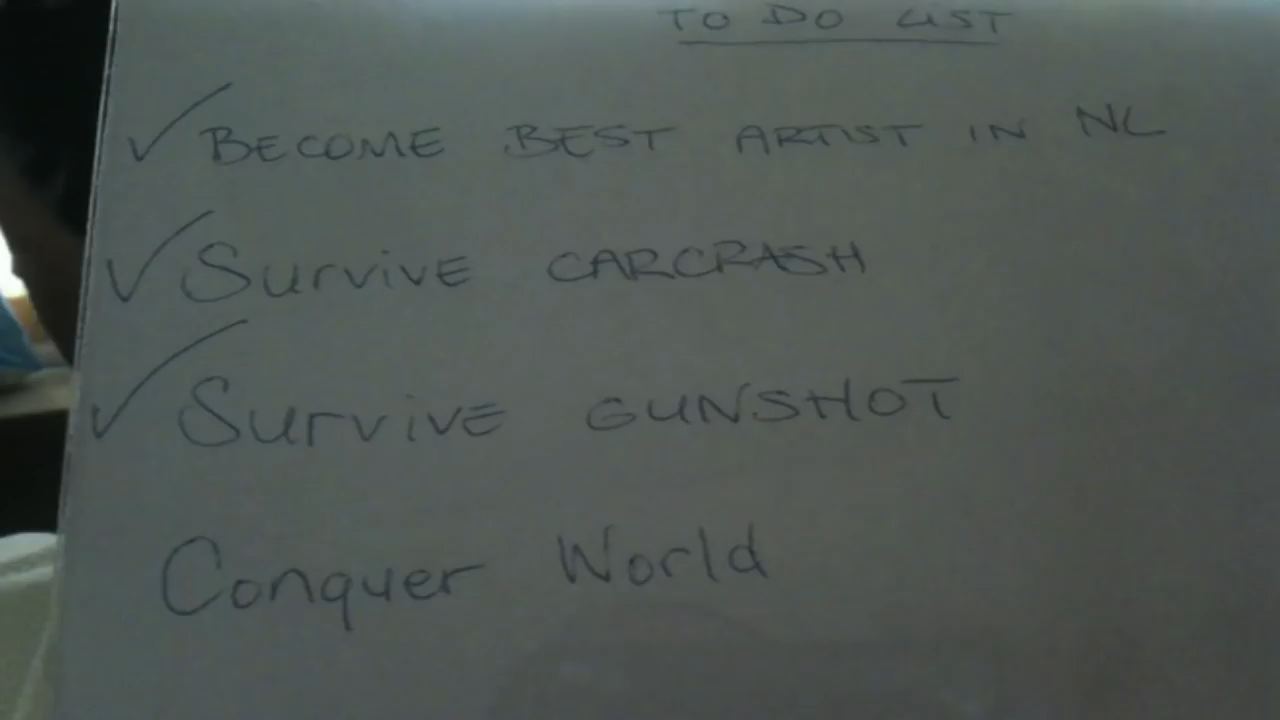 TO DO LIST
✓ BECOME BEST ARTIST IN NL
✓ SURVIVE CARCRASH
✓ SURVIVE GUNSHOT
Conquer World